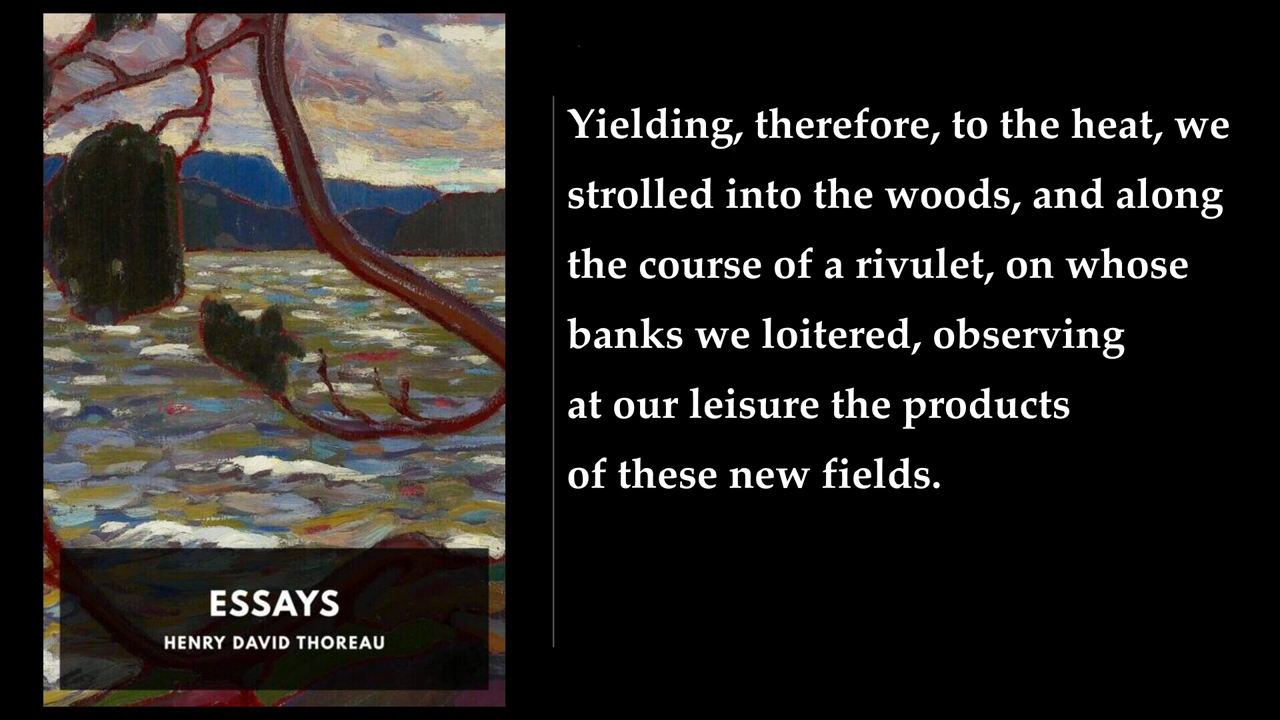 ESSAYS
HENRY DAVID THOREAU
Yielding, therefore, to the heat, we
strolled into the woods, and along
the course of a rivulet, on whose
banks we loitered, observing
at our leisure the products
of these new fields.